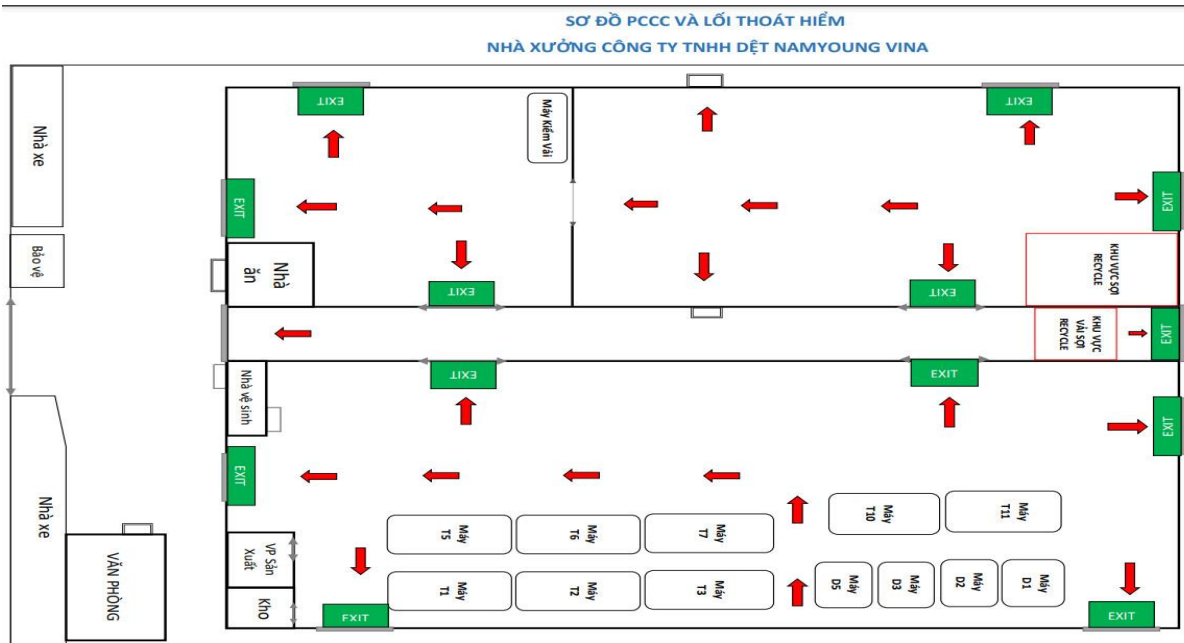 SƠ ĐỒ PCCC VÀ LỐI THOÁT HIỂM
NHÀ XƯỞNG CÔNG TY TNHH DỆT NAMYOUNG VINA
EXIT
EXIT
Máy Kiểm Vải
Nhà xe
EXIT
EXIT
Bảo vệ
Nhà
ăn
KHU VỰC SỢI
RECYCLE
EXIT
EXIT
KHU VỰC
VẢI SỢI
RECYCLE
EXIT
Nhà vệ sinh
EXIT
EXIT
EXIT
EXIT
Nhà xe
Máy
T5
Máy
T6
Máy
T7
Máy
T10
Máy
T11
VĂN PHÒNG
VP Sản
Xuất
Kho
Máy
T1
Máy
T2
Máy
T3
Máy
D5
Máy
D3
Máy
D2
Máy
D1
EXIT
EXIT